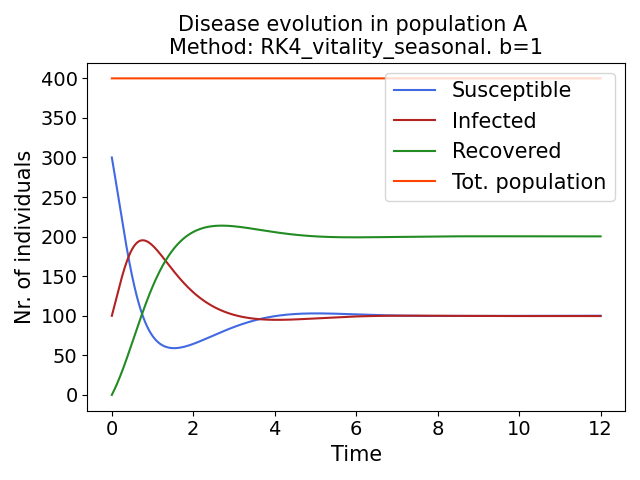 Disease evolution in population A
Method: RK4_vitality_seasonal. b=1
Nr. of individuals
400
350
300
250
200
150
100
50
0
Susceptible
Infected
Recovered
Tot. population
0 2 4 6 8 10 12
Time